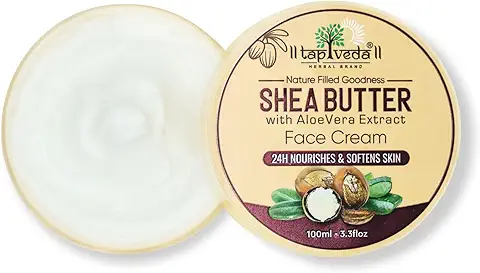 || tapveda® ||
HERBAL BRAND
Nature Filled Goodness
SHEA BUTTER
with AloeVera Extract
Face Cream
24H NOURISHES & SOFTENS SKIN
100ml - 3.3floz